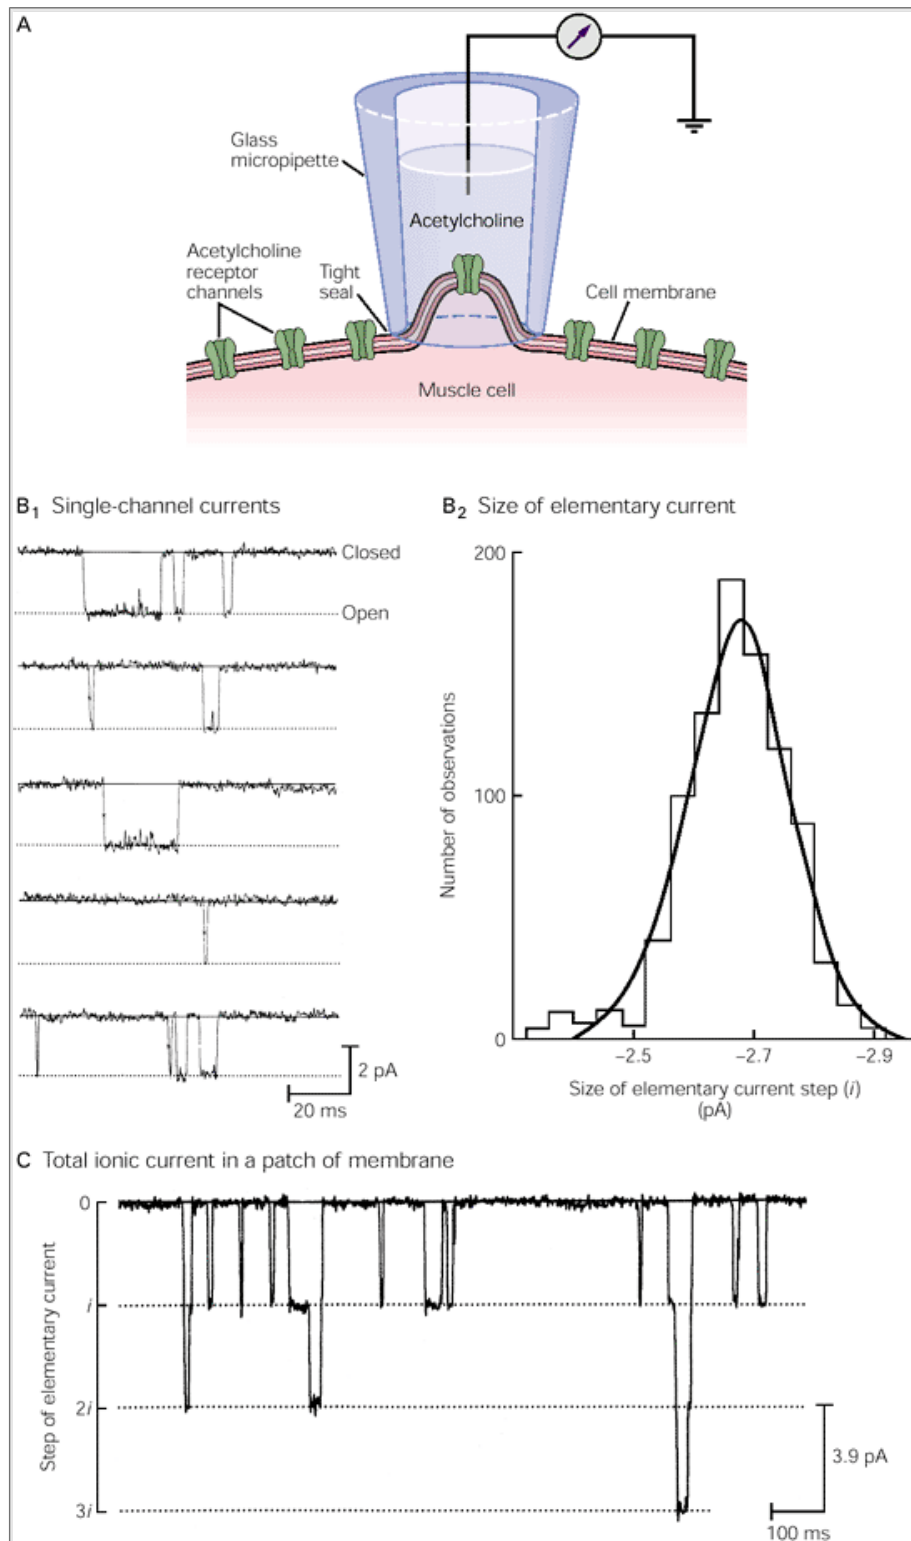 A
Glass
micropipette
Acetylcholine
Acetylcholine
receptor
channels
Tight
seal
Cell membrane
Muscle cell
B1 Single-channel currents
Closed
Open
2 pA
20 ms
B2 Size of elementary current
200
100
0
Number of observations
−2.5 −2.7 −2.9
Size of elementary current step (i)
(pA)
C Total ionic current in a patch of membrane
0
i
2i
3i
Step of elementary current
3.9 pA
100 ms